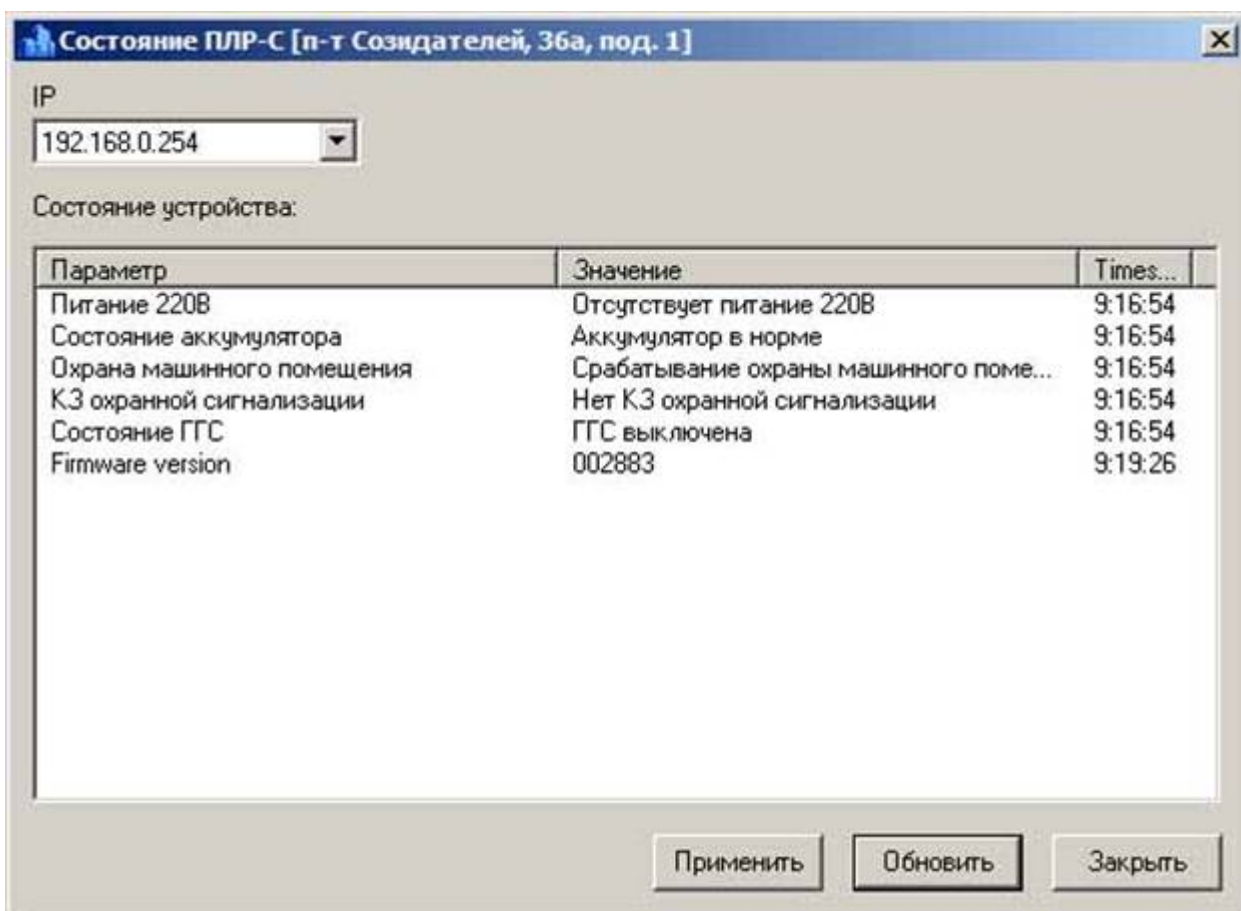 Состояние ПЛР-С [п-т Созидателей, 36а, под. 1]
IP
192.168.0.254
Состояние устройства:
Параметр Значение Times...
Питание 220В Отсутствует питание 220В 9:16:54
Состояние аккумулятора Аккумулятор в норме 9:16:54
Охрана машинного помещения Срабатывание охраны машинного поме... 9:16:54
КЗ охранной сигнализации Нет КЗ охранной сигнализации 9:16:54
Состояние ГГС ГГС выключена 9:16:54
Firmware version 002883 9:19:26
Применить Обновить Закрыть